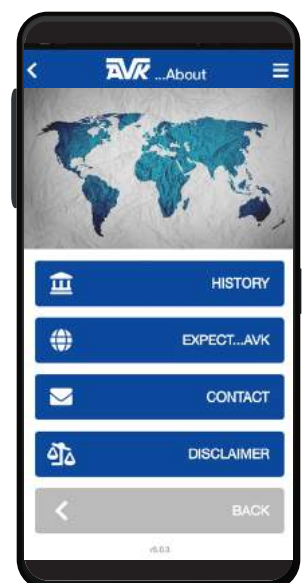 AVK ...About
HISTORY
EXPECT...AVK
CONTACT
DISCLAIMER
BACK
v5.0.3